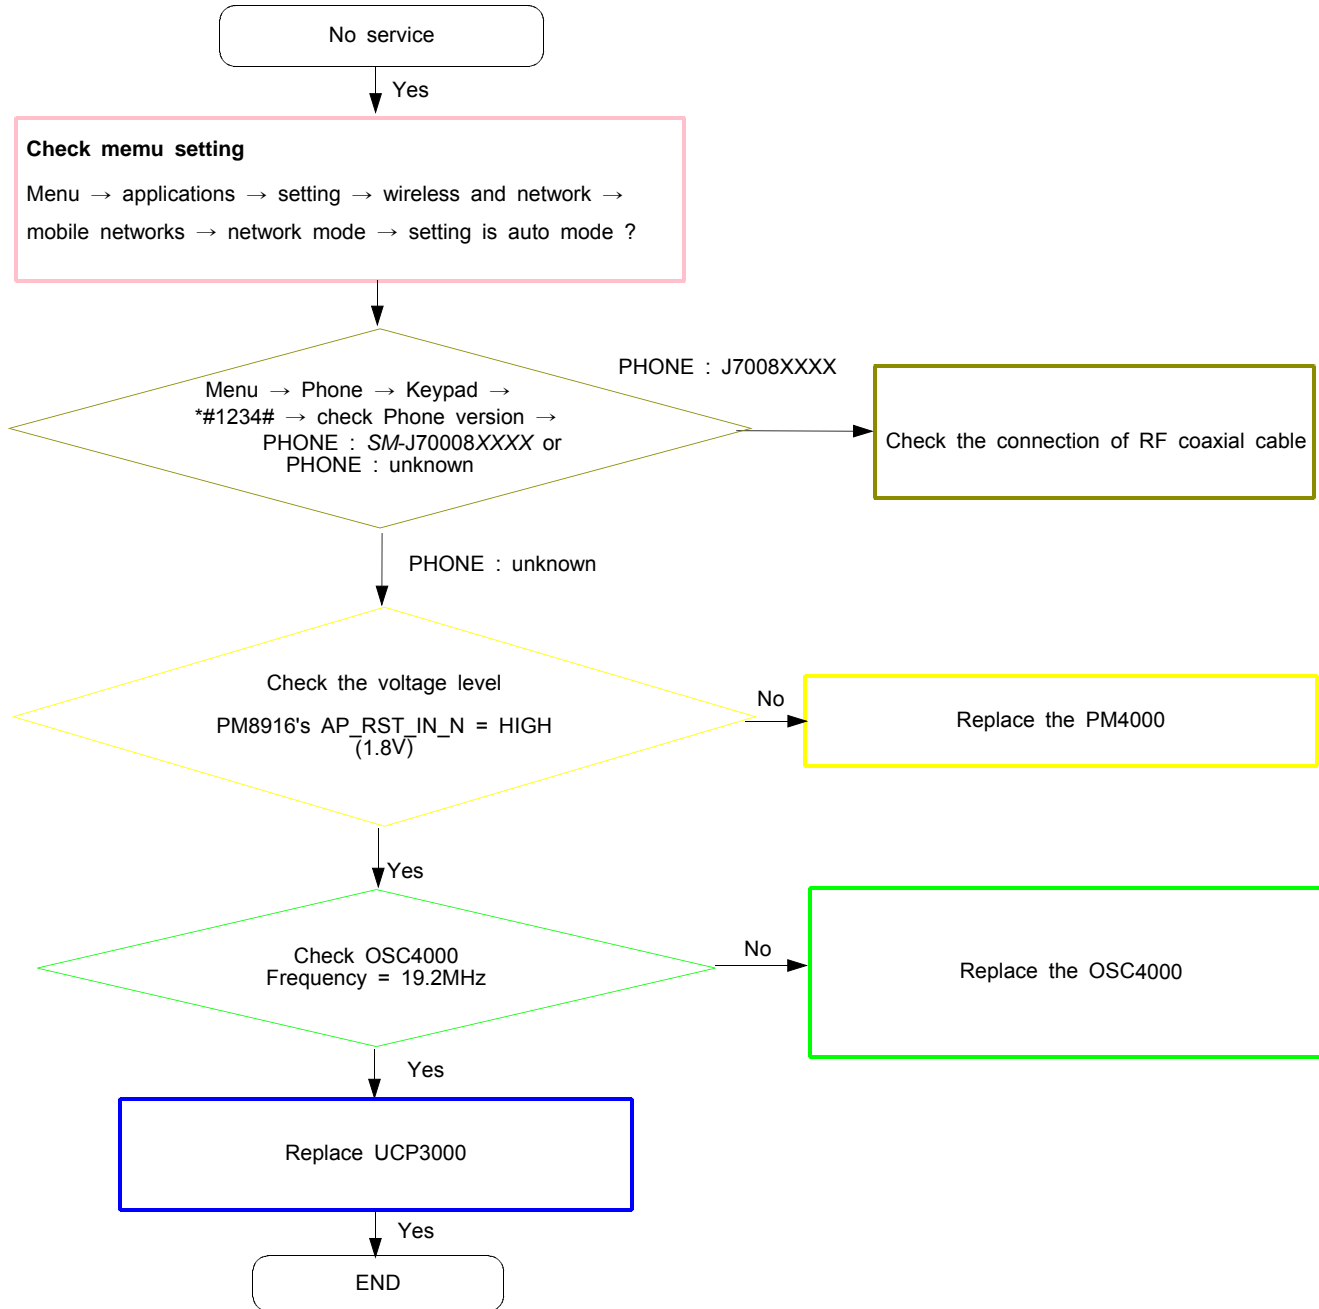 No service
Yes
Check memu setting
Menu → applications → setting → wireless and network →
mobile networks → network mode → setting is auto mode ?
PHONE : J7008XXXX
Menu → Phone → Keypad →
*#1234# → check Phone version →
PHONE : SM-J70008XXXX or
PHONE : unknown
Check the connection of RF coaxial cable
PHONE : unknown
Check the voltage level
PM8916's AP_RST_IN_N = HIGH
(1.8V)
No
Replace the PM4000
Yes
Check OSC4000
Frequency = 19.2MHz
No
Replace the OSC4000
Yes
Replace UCP3000
Yes
END